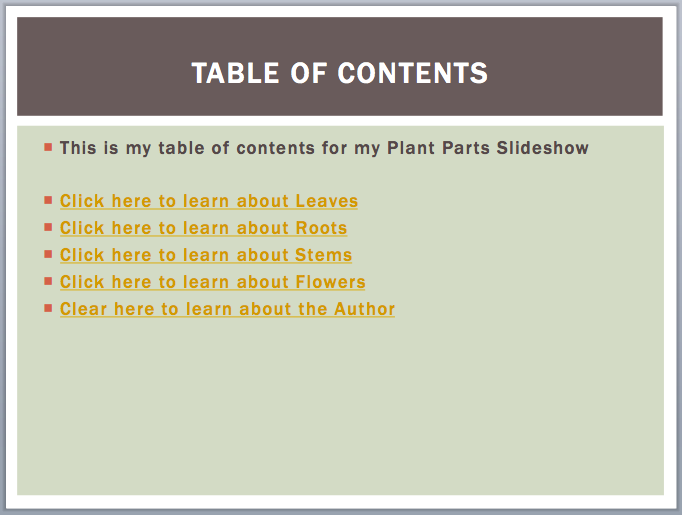 TABLE OF CONTENTS
This is my table of contents for my Plant Parts Slideshow
Click here to learn about Leaves
Click here to learn about Roots
Click here to learn about Stems
Click here to learn about Flowers
Clear here to learn about the Author